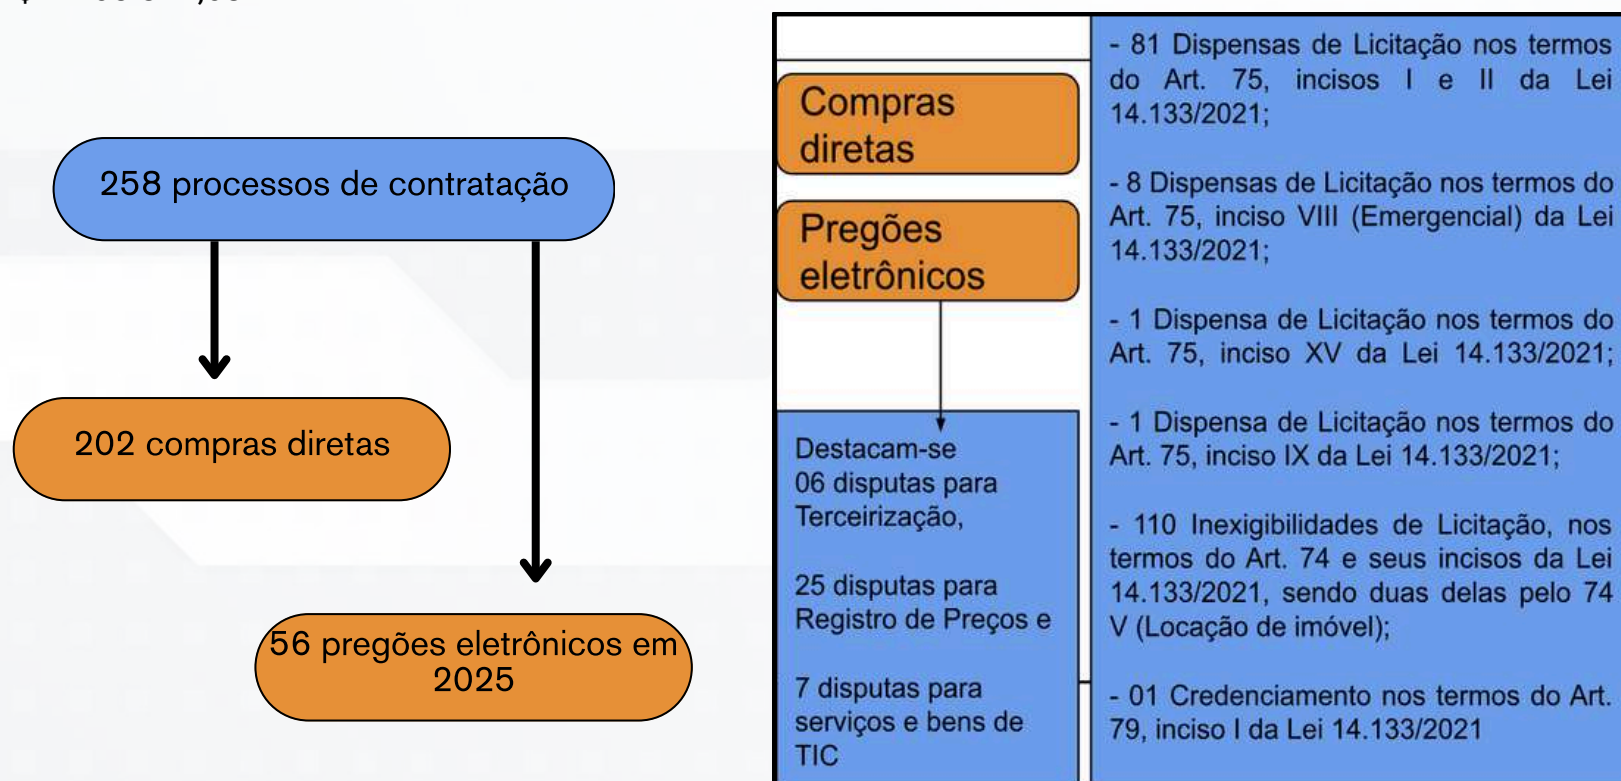 258 processos de contratação
202 compras diretas
56 pregões eletrônicos em
2025
Compras
diretas
Pregões
eletrônicos
Destacam-se
06 disputas para
Terceirização,
25 disputas para
Registro de Preços e
7 disputas para
serviços e bens de
TIC
- 81 Dispensas de Licitação nos termos
do Art. 75, incisos I e II da Lei
14.133/2021;
- 8 Dispensas de Licitação nos termos do
Art. 75, inciso VIII (Emergencial) da Lei
14.133/2021;
- 1 Dispensa de Licitação nos termos do
Art. 75, inciso XV da Lei 14.133/2021;
- 1 Dispensa de Licitação nos termos do
Art. 75, inciso IX da Lei 14.133/2021;
- 110 Inexigibilidades de Licitação, nos
termos do Art. 74 e seus incisos da Lei
14.133/2021, sendo duas delas pelo 74
V (Locação de imóvel);
- 01 Credenciamento nos termos do Art.
79, inciso I da Lei 14.133/2021